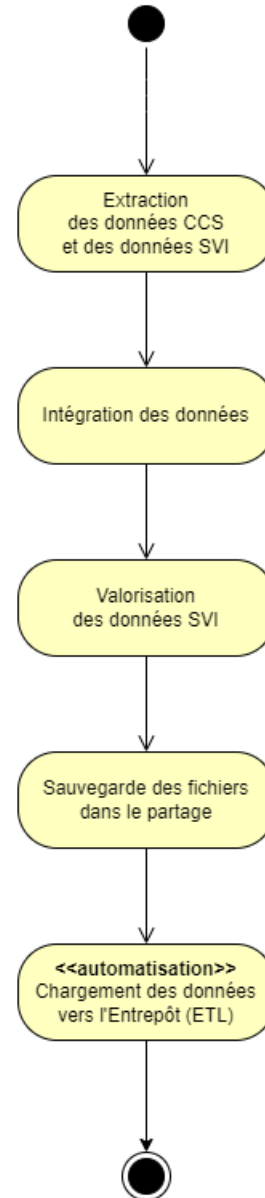 Extraction
des données CCS
et des données SVI
Intégration des données
Valorisation
des données SVI
Sauvegarde des fichiers
dans le partage
<<automatisation>>
Chargement des données
vers l'Entrepôt (ETL)